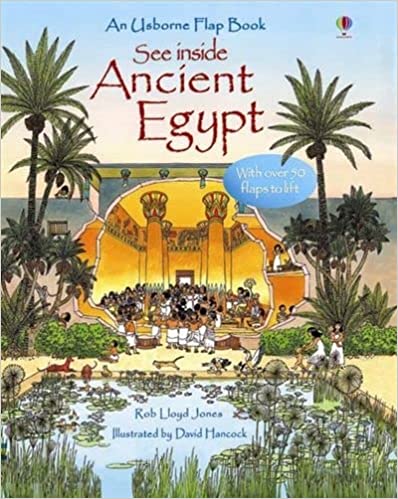 An Usborne Flap Book
See inside
Ancient
Egypt
With over 50
flaps to lift
Rob Lloyd Jones
Illustrated by David Hancock